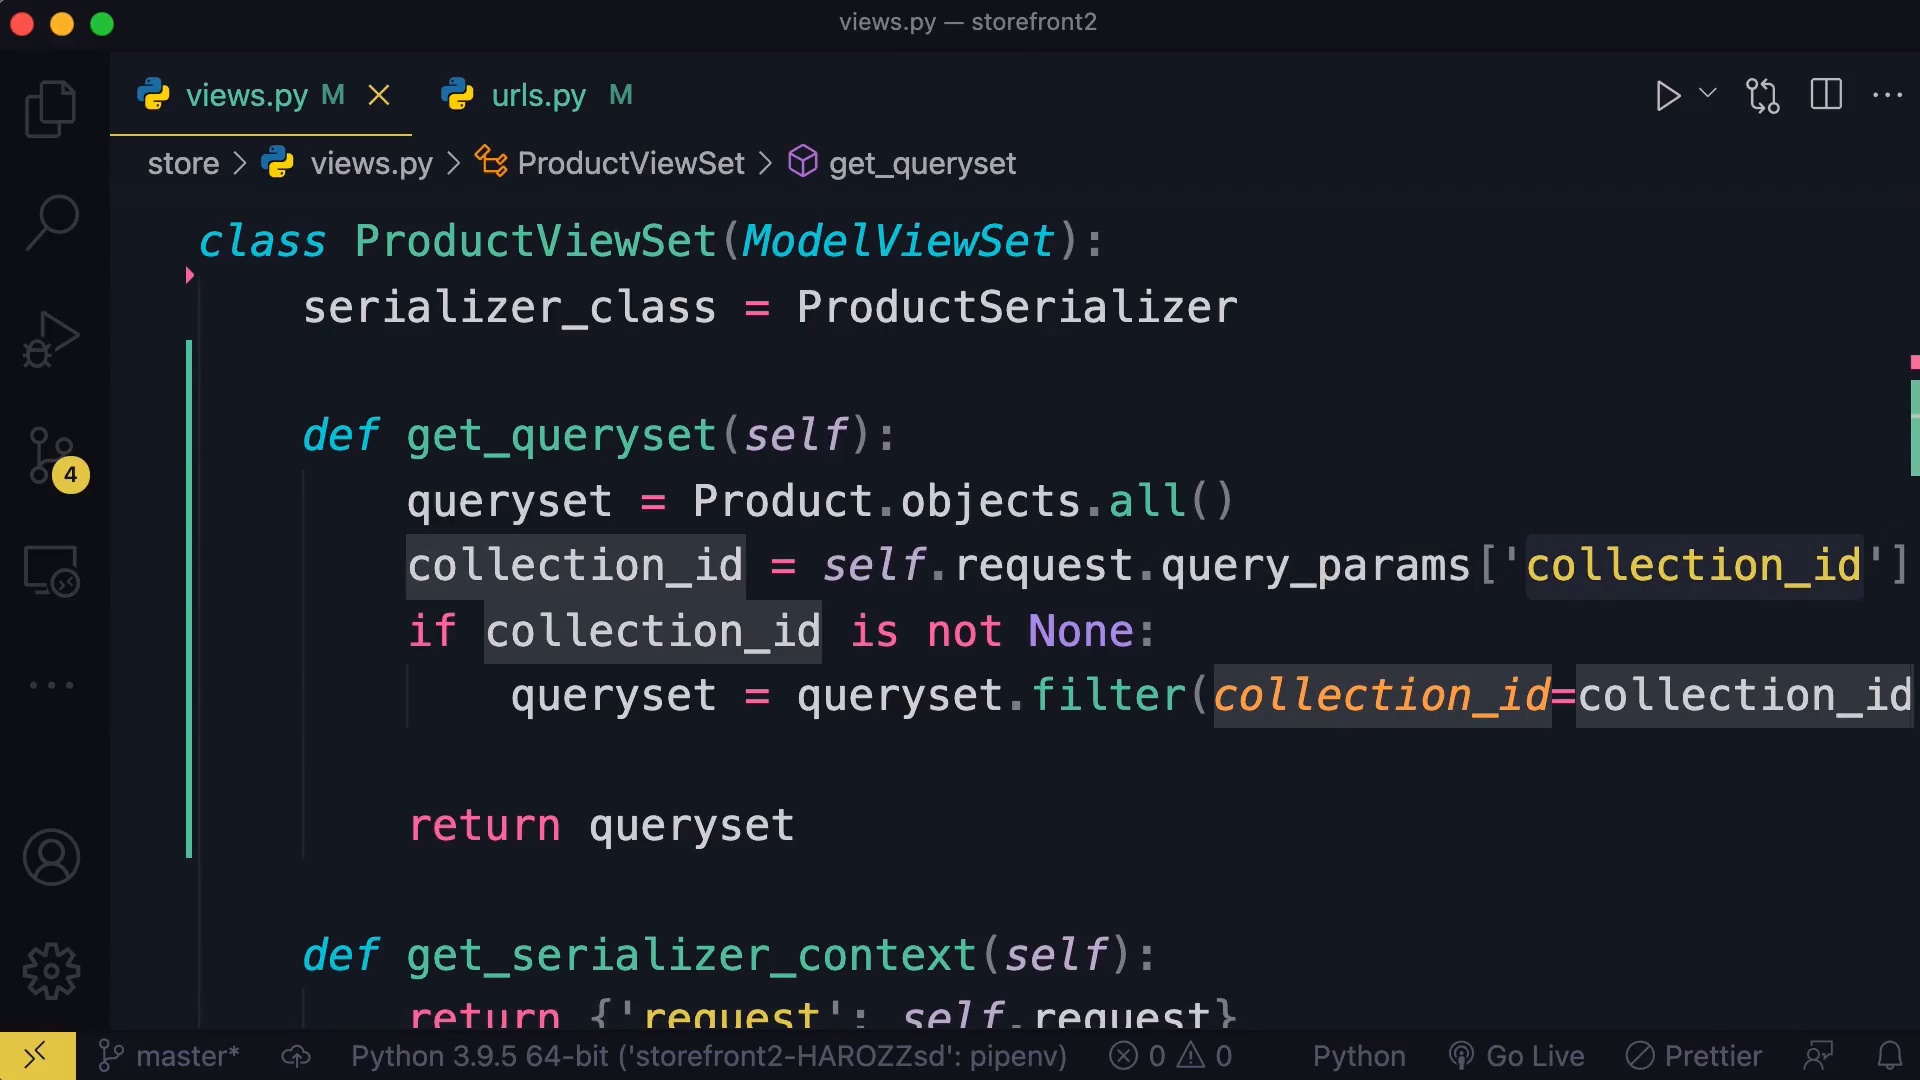 views.py — storefront2
views.py M urls.py M
store > views.py > ProductViewSet > get_queryset
class ProductViewSet(ModelViewSet):
    serializer_class = ProductSerializer
    def get_queryset(self):
        queryset = Product.objects.all()
        collection_id = self.request.query_params['collection_id']
        if collection_id is not None:
            queryset = queryset.filter(collection_id=collection_id
        return queryset
    def get_serializer_context(self):
        return {'request': self.request}
4
master* Python 3.9.5 64-bit ('storefront2-HAROZZsd': pipenv) 0 0 Python Go Live Prettier